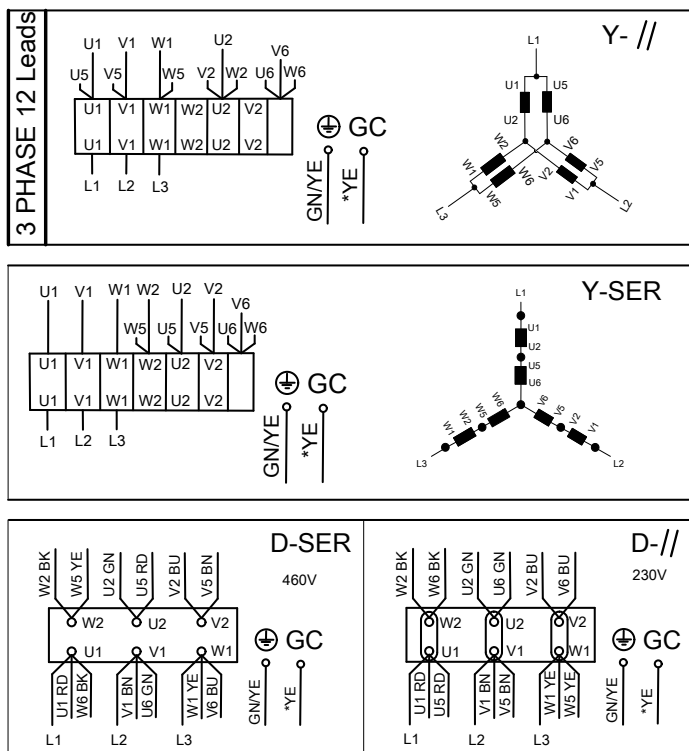 3 PHASE 12 Leads
Y- //
U1 V1 W1 U2 V6
U5 V5 W5 V2 W2 U6 W6
U1 V1 W1 W2 U2 V2
U1 V1 W1 W2 U2 V2
L1 L2 L3
GC
GN/YE *YE
L1
U1 U5
U2 U6
W2 V6
W1 W6 V2 V5
W5 V1
L3 L2
Y-SER
U1 V1 W1 W2 U2 V2 V6
W5 U5 V5 U6 W6
U1 V1 W1 W2 U2 V2
U1 V1 W1 W2 U2 V2
L1 L2 L3
GC
GN/YE *YE
L1
U1
U2
U5
U6
W6 V6
W5 V5
W2 V2
W1 V1
L3 L2
D-SER
460V
W2 BK W5 YE U2 GN U5 RD V2 BU V5 BN
W2 U2 V2
U1 V1 W1
U1 RD W6 BK V1 BN U6 GN W1 YE V6 BU
L1 L2 L3
GC
GN/YE *YE
D-//
230V
W2 BK W6 BK U2 GN U6 GN V2 BU V6 BU
W2 U2 V2
U1 V1 W1
U1 RD U5 RD V1 BN V5 BN W1 YE W5 YE
L1 L2 L3
GC
GN/YE *YE